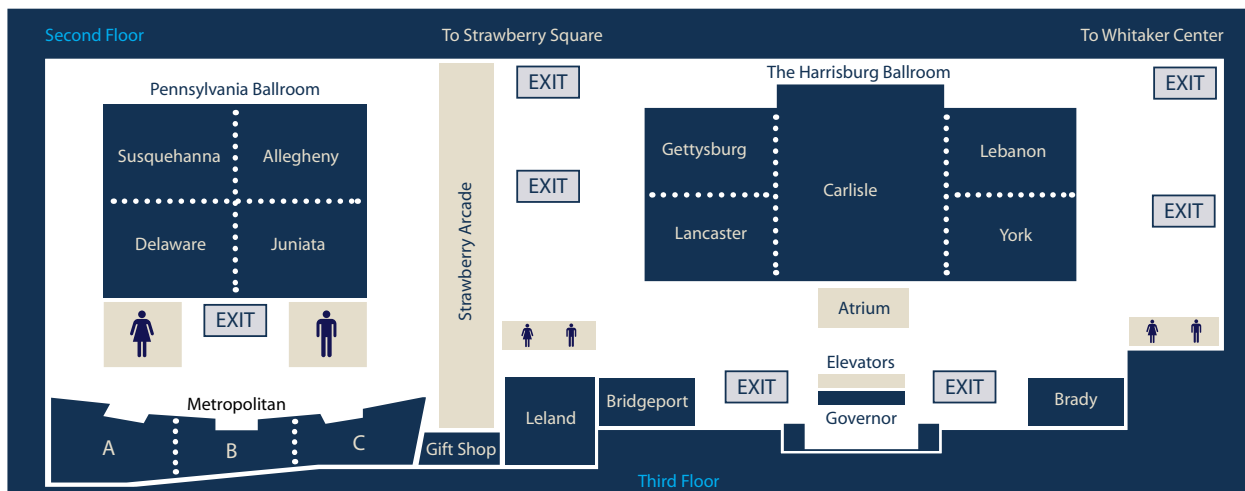 Second Floor
To Strawberry Square
To Whitaker Center
Pennsylvania Ballroom
Susquehanna
Allegheny
Delaware
Juniata
EXIT
Metropolitan
A
B
C
Strawberry Arcade
Gift Shop
EXIT
EXIT
Leland
Bridgeport
The Harrisburg Ballroom
Gettysburg
Lancaster
Carlisle
Lebanon
York
Atrium
Elevators
EXIT
EXIT
Governor
Brady
EXIT
EXIT
Third Floor